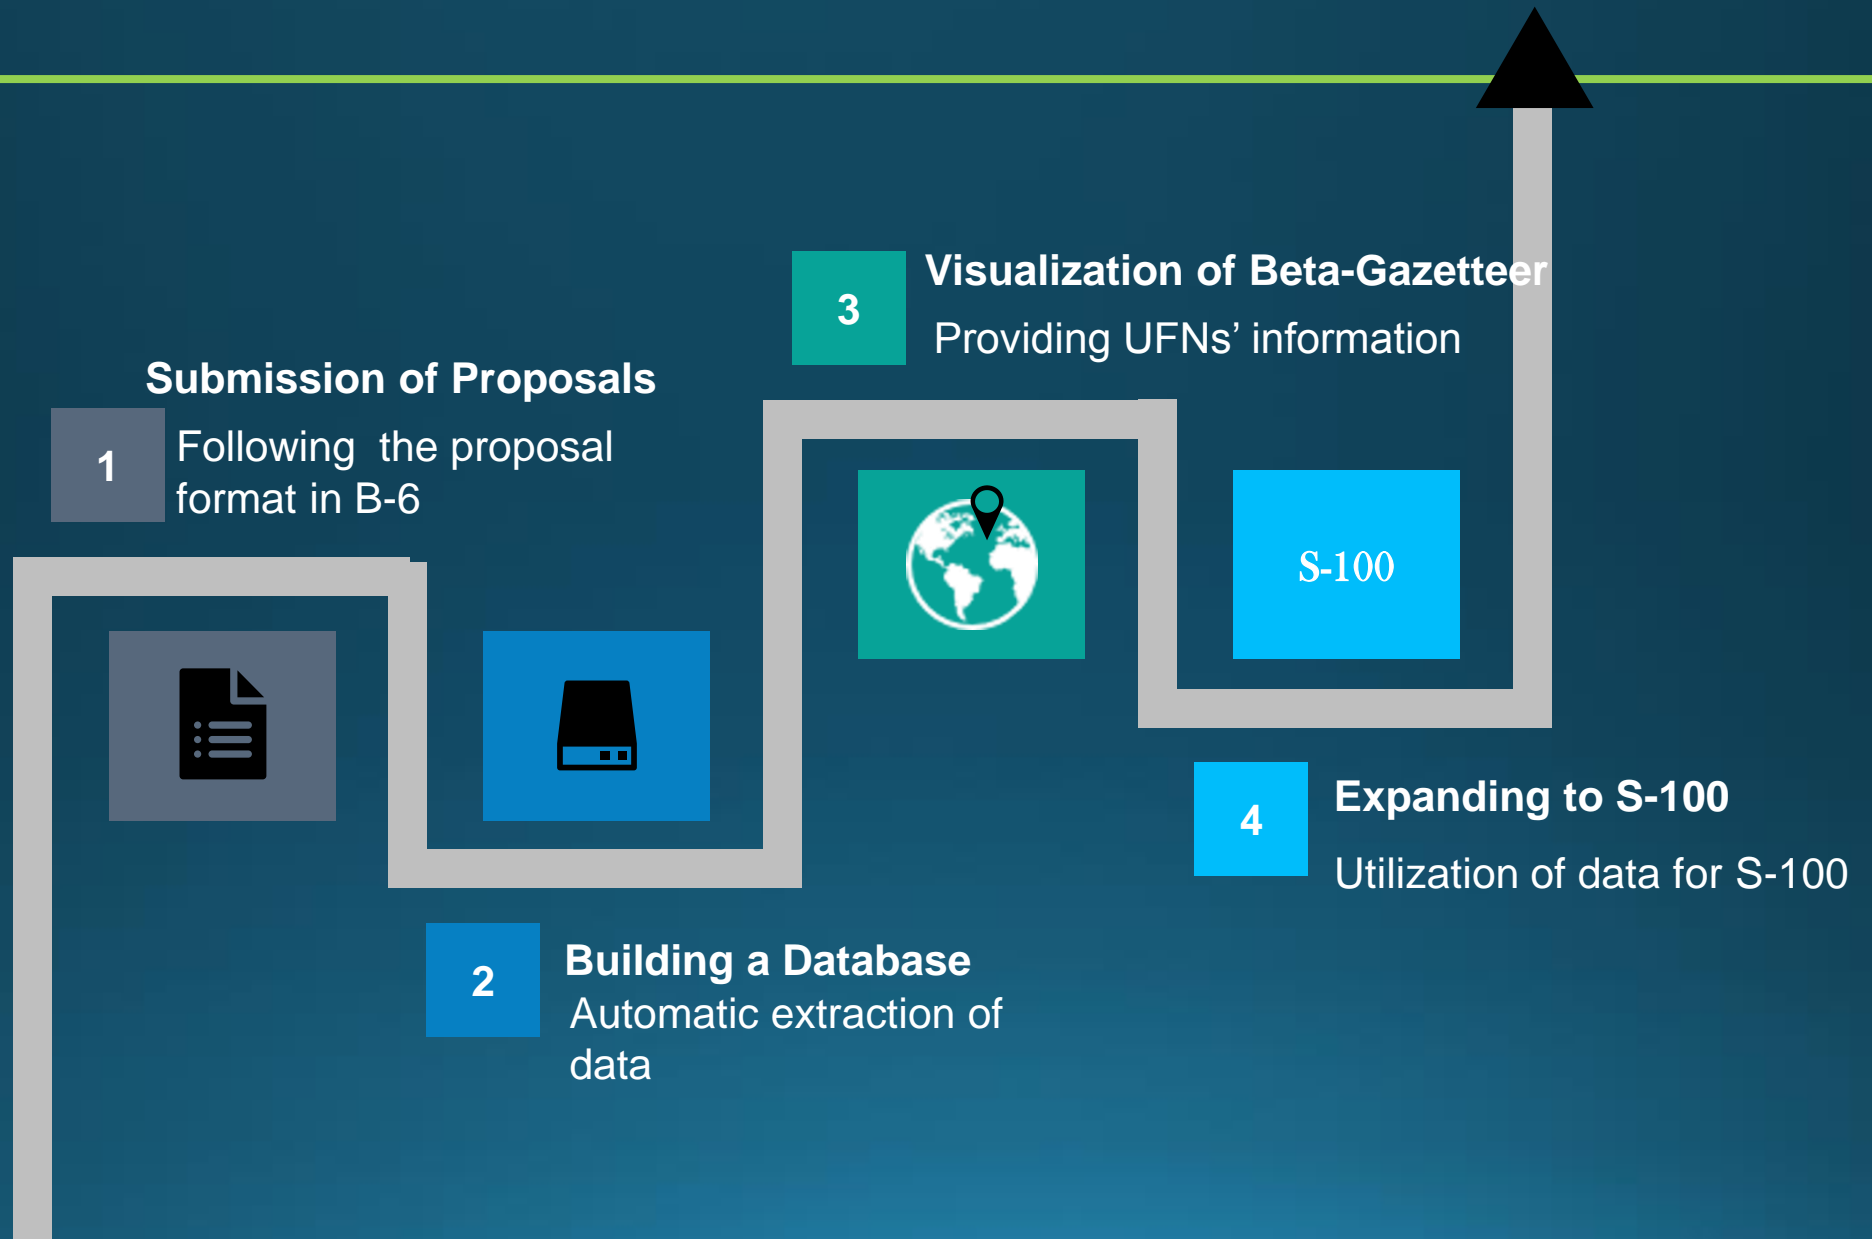 1
Submission of Proposals
Following  the proposal
format in B-6
2
Building a Database
Automatic extraction of
data
3
Visualization of Beta-Gazetteer
Providing UFNs’ information
S-100
4
Expanding to S-100
Utilization of data for S-100